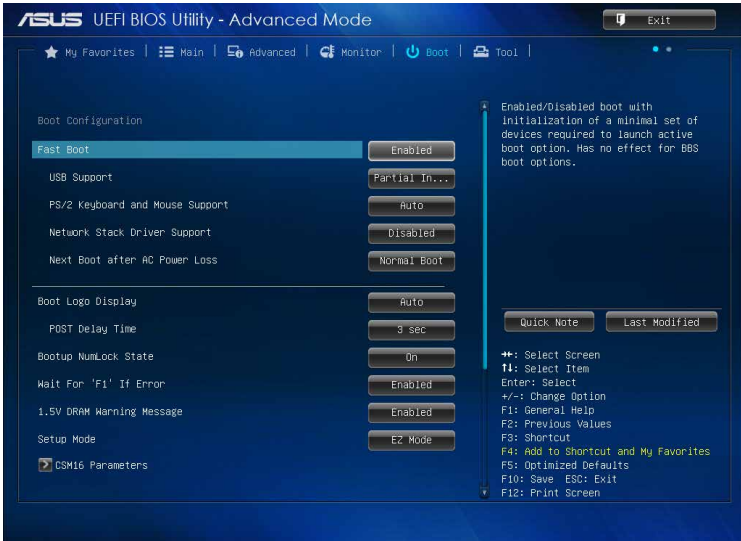 ASUS UEFI BIOS Utility - Advanced Mode
Exit
My Favorites
Main
Advanced
Monitor
Boot
Tool
Boot Configuration
Fast Boot Enabled
USB Support Partial In...
PS/2 Keyboard and Mouse Support Auto
Network Stack Driver Support Disabled
Next Boot after AC Power Loss Normal Boot
Boot Logo Display Auto
POST Delay Time 3 sec
Bootup NumLock State On
Wait For 'F1' If Error Enabled
1.5V DRAM Warning Message Enabled
Setup Mode EZ Mode
CSM16 Parameters
Enabled/Disabled boot with
initialization of a minimal set of
devices required to launch active
boot option. Has no effect for BBS
boot options.
Quick Note
Last Modified
→←: Select Screen
↑↓: Select Item
Enter: Select
+/-: Change Option
F1: General Help
F2: Previous Values
F3: Shortcut
F4: Add to Shortcut and My Favorites
F5: Optimized Defaults
F10: Save ESC: Exit
F12: Print Screen